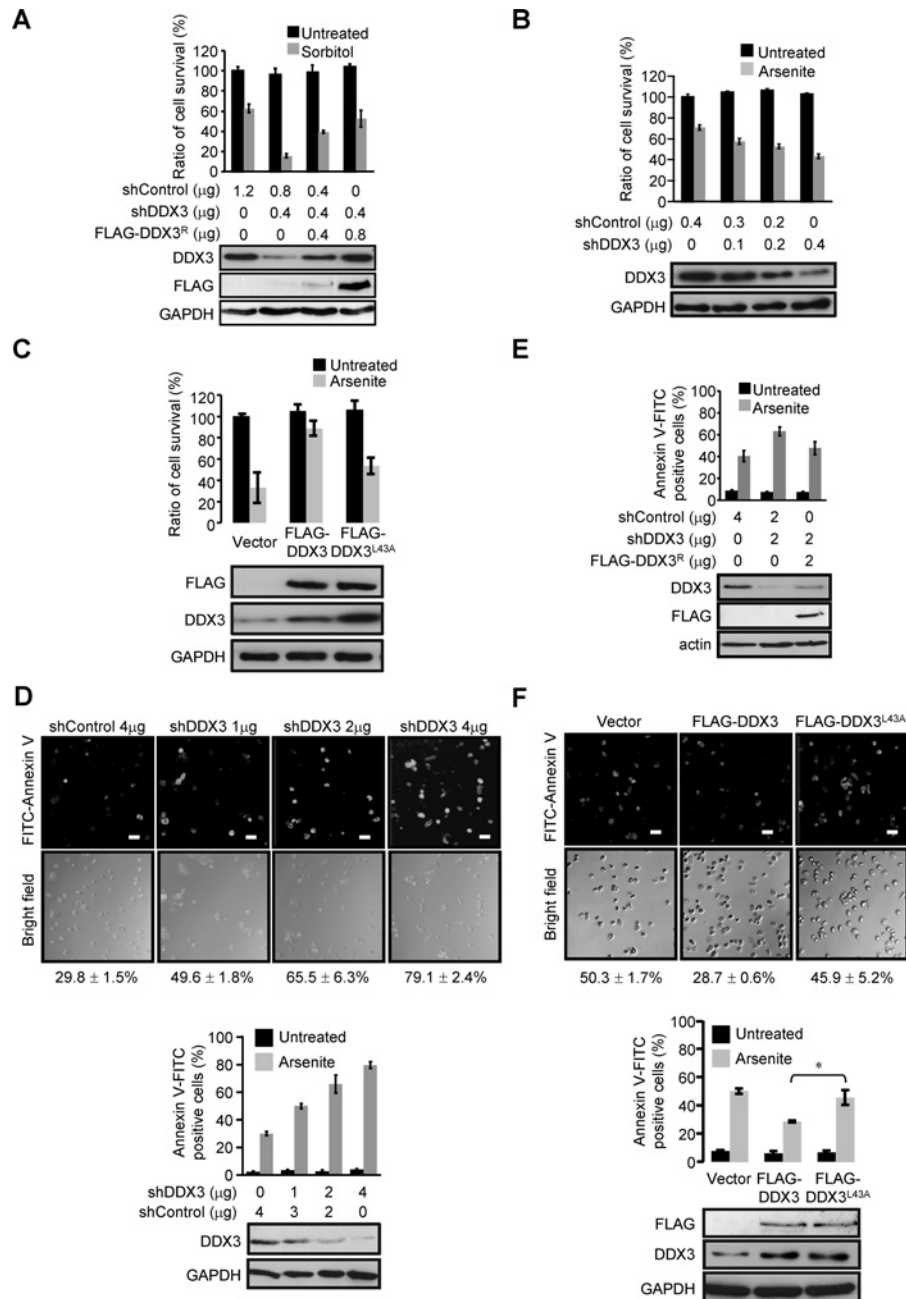 A
Untreated
Sorbitol
Ratio of cell survival (%)
120
100
80
60
40
20
0
shControl (μg) 1.2 0.8 0.4 0
shDDX3 (μg) 0 0.4 0.4 0.4
FLAG-DDX3R (μg) 0 0 0.4 0.8
DDX3
FLAG
GAPDH
B
Untreated
Arsenite
Ratio of cell survival (%)
120
100
80
60
40
20
0
shControl (μg) 0.4 0.3 0.2 0
shDDX3 (μg) 0 0.1 0.2 0.4
DDX3
GAPDH
C
Untreated
Arsenite
Ratio of cell survival (%)
120
100
80
60
40
20
0
Vector FLAG-DDX3 FLAG-DDX3L43A
FLAG
DDX3
GAPDH
E
Untreated
Arsenite
Annexin V-FITC
positive cells (%)
100
80
60
40
20
0
shControl (μg) 4 2 0
shDDX3 (μg) 0 2 2
FLAG-DDX3R (μg) 0 0 2
DDX3
FLAG
actin
D
shControl 4μg shDDX3 1μg shDDX3 2μg shDDX3 4μg
FITC-Annexin V
Bright field
29.8 ± 1.5% 49.6 ± 1.8% 65.5 ± 6.3% 79.1 ± 2.4%
Untreated
Arsenite
Annexin V-FITC
positive cells (%)
100
80
60
40
20
0
shDDX3 (μg) 0 1 2 4
shControl (μg) 4 3 2 0
DDX3
GAPDH
F
Vector FLAG-DDX3 FLAG-DDX3L43A
FITC-Annexin V
Bright field
50.3 ± 1.7% 28.7 ± 0.6% 45.9 ± 5.2%
Untreated
Arsenite
*
Annexin V-FITC
positive cells (%)
100
80
60
40
20
0
Vector FLAG-DDX3 FLAG-DDX3L43A
FLAG
DDX3
GAPDH